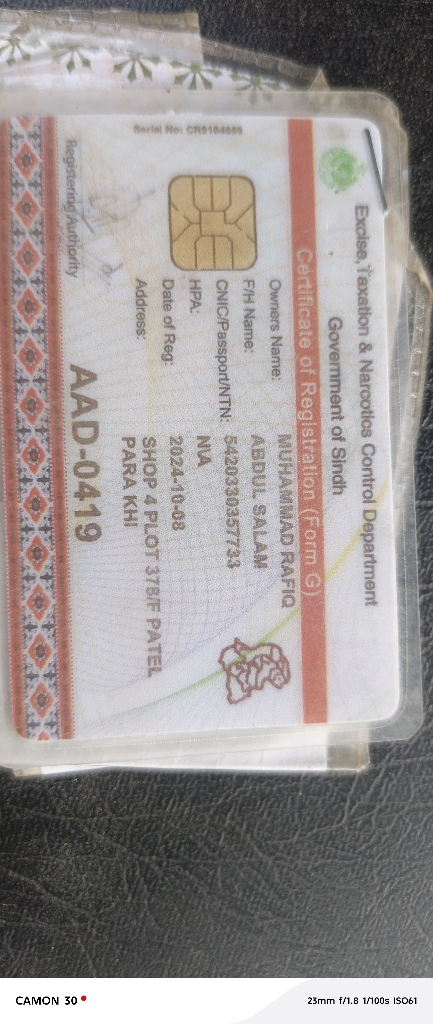 Excise, Taxation & Narcotics Control Department
Government of Sindh
Certificate of Registration (Form G)
Owners Name: MUHAMMAD RAFIQ
F/H Name: ABDUL SALAM
CNIC/Passport/NTN: 5420330357733
HPA: N\A
Date of Reg: 2024-10-08
Address: SHOP 4 PLOT 378/F PATEL
PARA KHI
AAD-0419
Registering Authority
Serial No:
CAMON 30
23mm f/1.8 1/100s ISO61